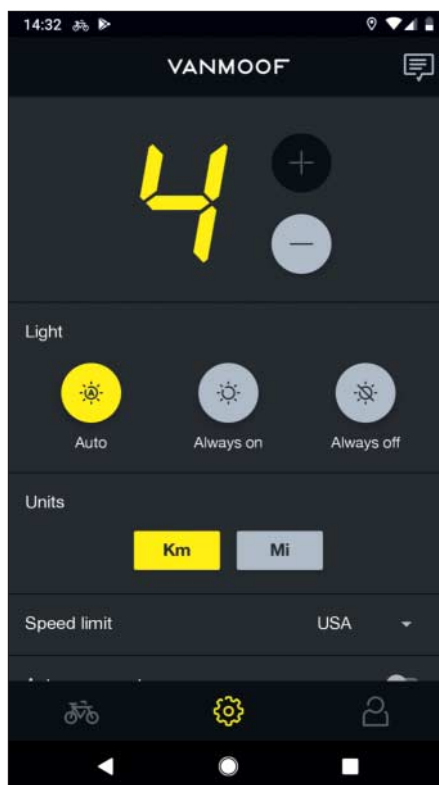 14:32
VANMOOF
4
+
−
Light
Auto
Always on
Always off
Units
Km
Mi
Speed limit
USA